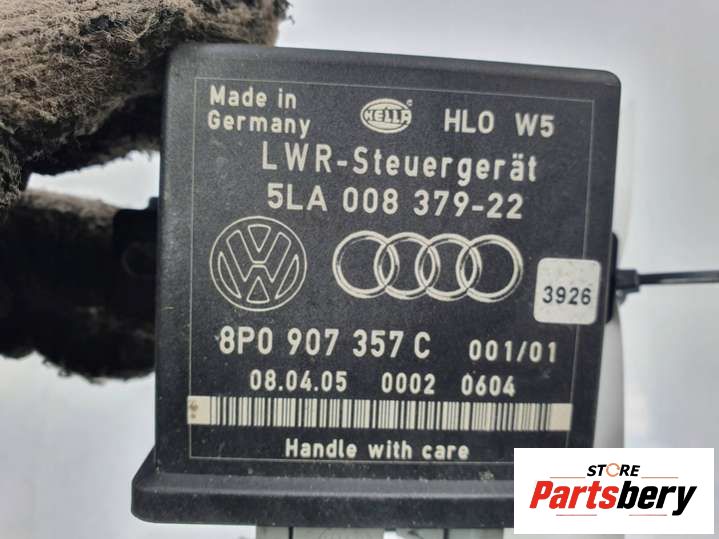 Made in
Germany
HELLA
HLO W5
LWR-Steuergerät
5LA 008 379-22
3926
8P0 907 357 C 001/01
08.04.05 0002 0604
Handle with care
STORE
Partsbery